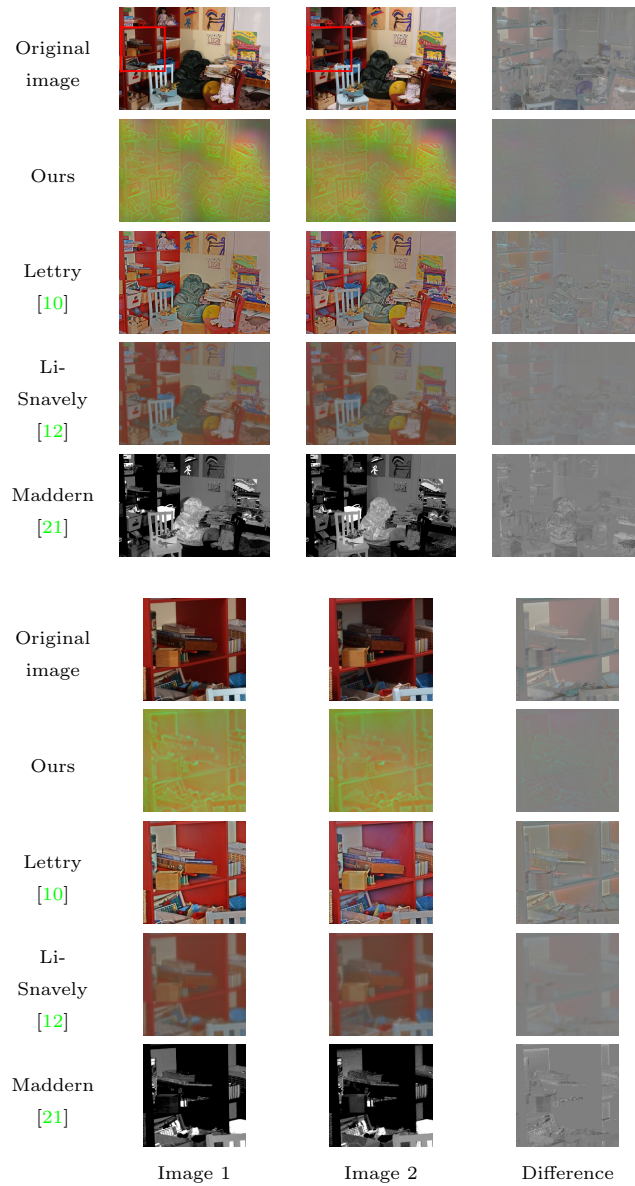 Original
image
Ours
Lettry
[10]
Li-
Snavely
[12]
Maddern
[21]
Original
image
Ours
Lettry
[10]
Li-
Snavely
[12]
Maddern
[21]
Image 1
Image 2
Difference